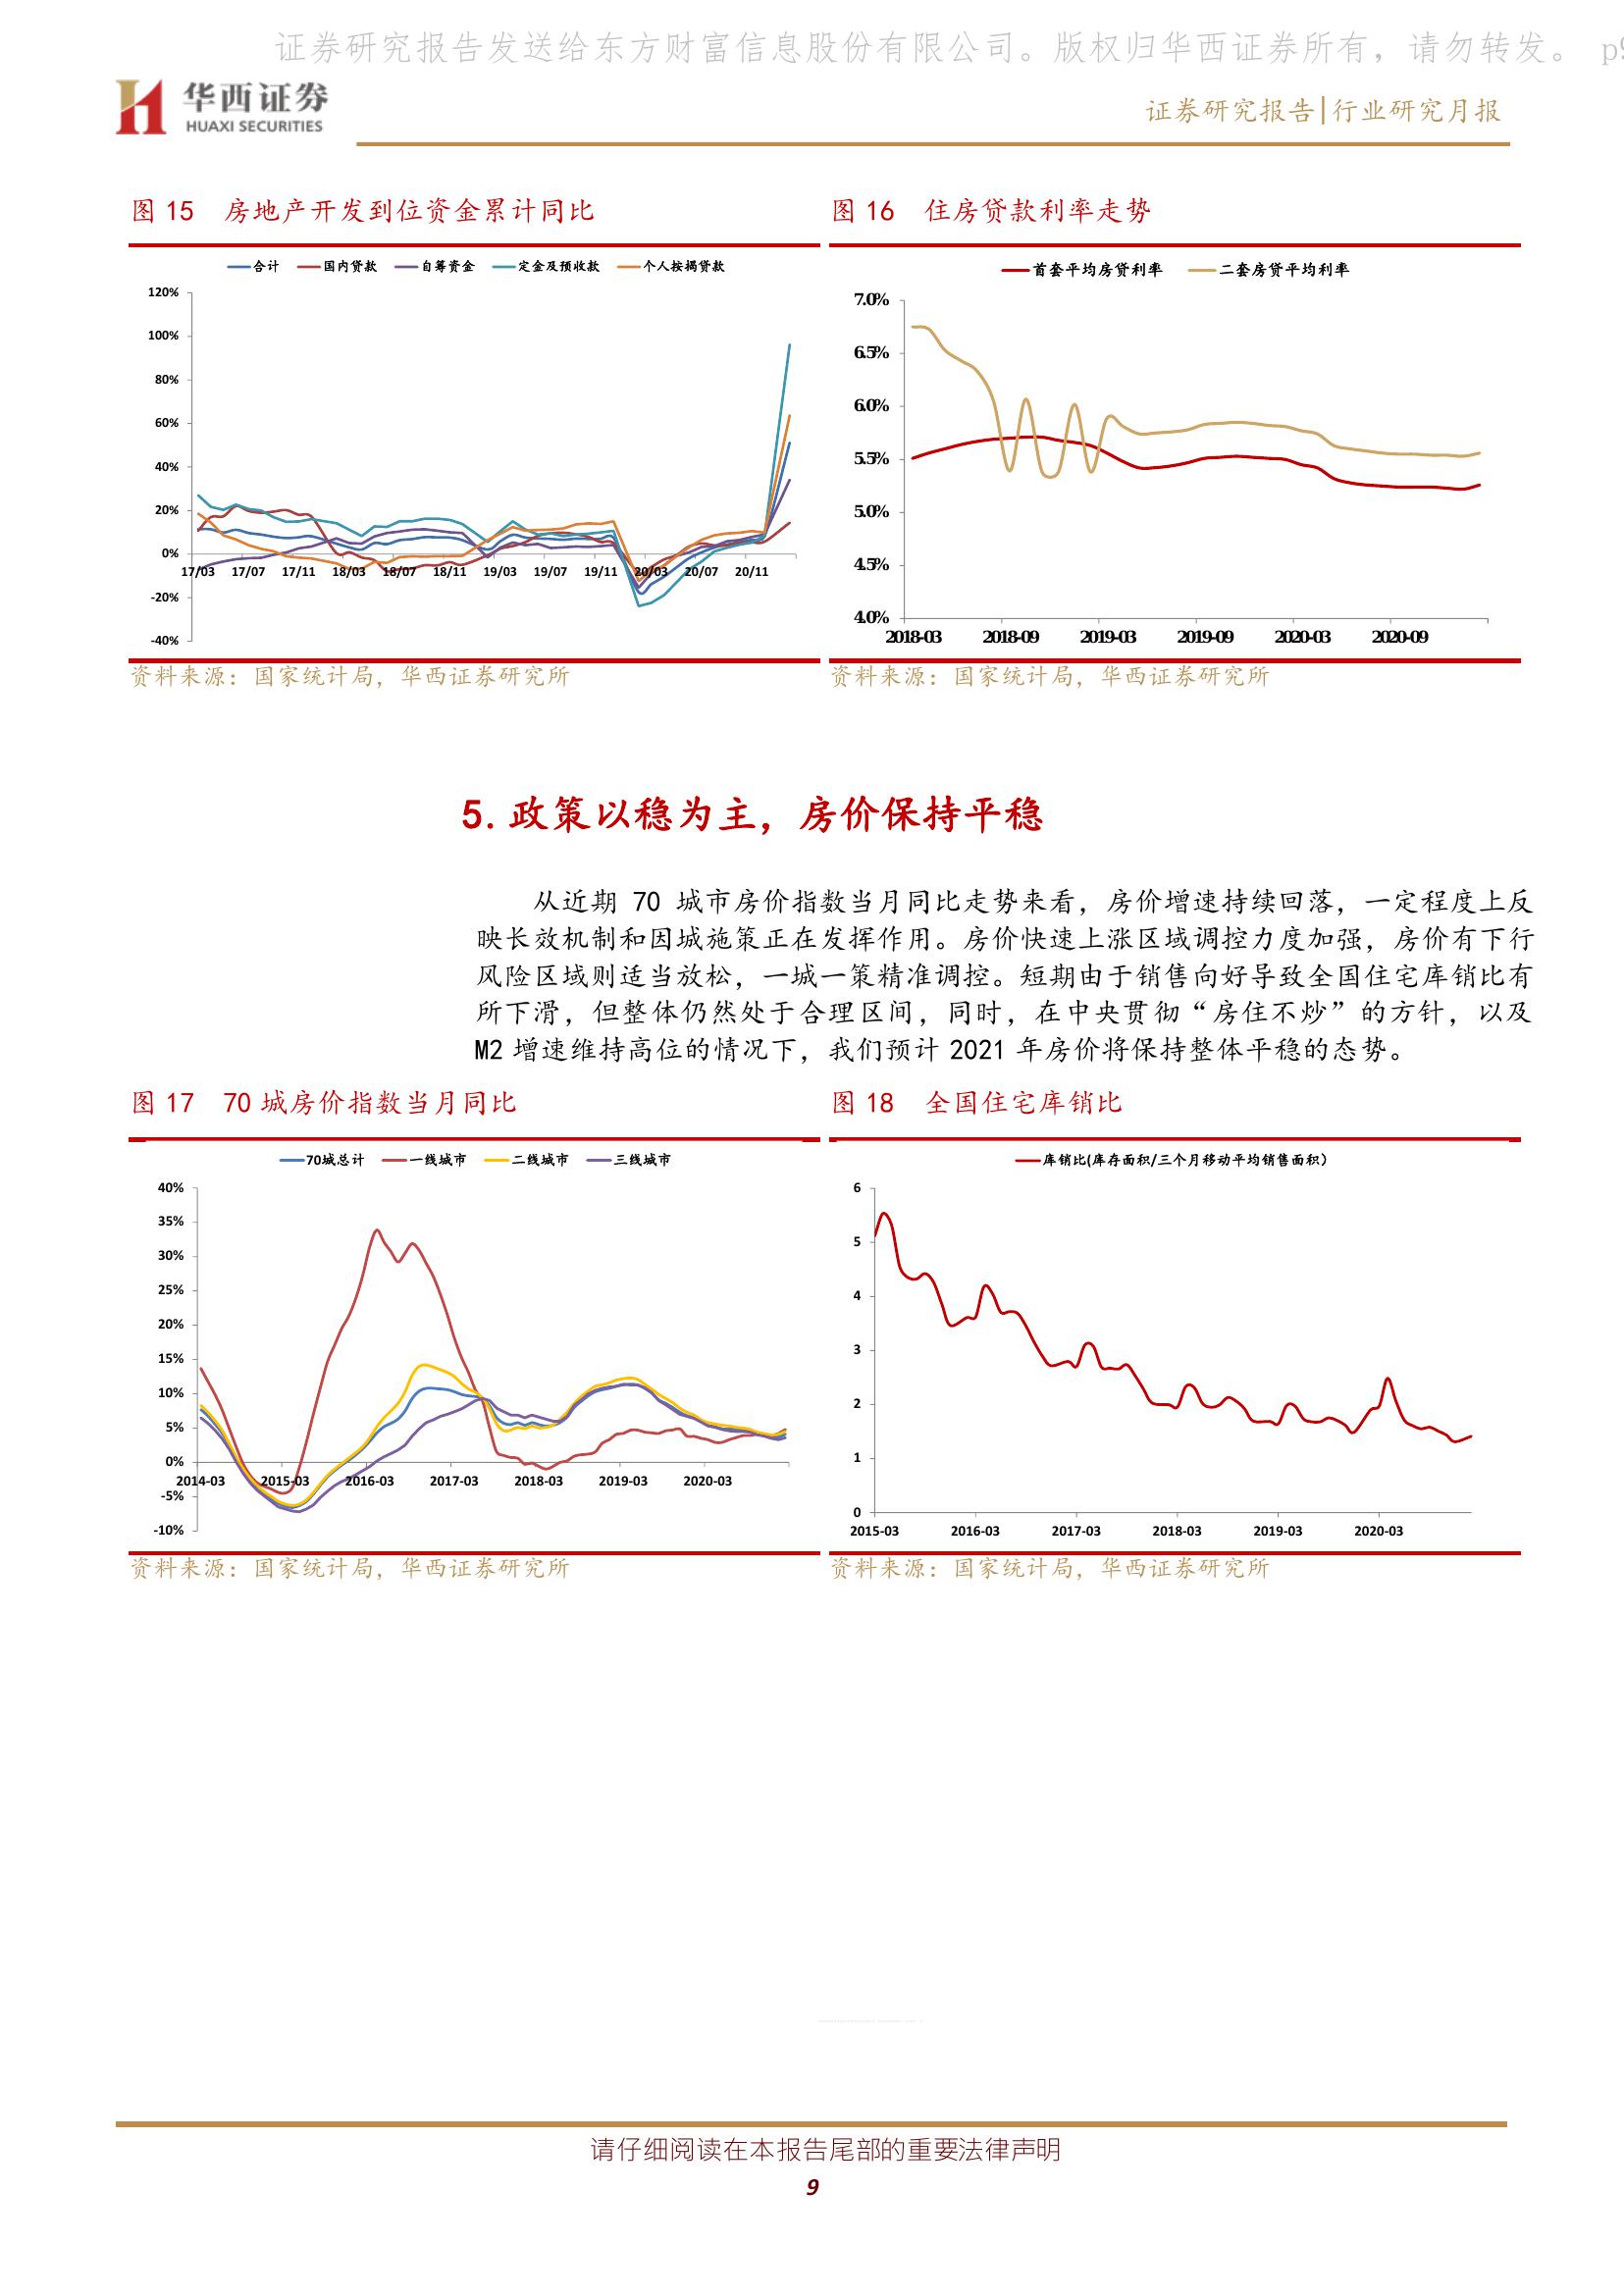 证券研究报告发送给东方财富信息股份有限公司。版权归华西证券所有，请勿转发。 p9
华西证券
HUAXI SECURITIES
证券研究报告|行业研究月报
图 15 房地产开发到位资金累计同比
合计 国内贷款 自筹资金 定金及预收款 个人按揭贷款
120%
100%
80%
60%
40%
20%
0%
-20%
-40%
17/03 17/07 17/11 18/03 18/07 18/11 19/03 19/07 19/11 20/03 20/07 20/11
资料来源：国家统计局，华西证券研究所
图 16 住房贷款利率走势
首套平均房贷利率 二套房贷平均利率
7.0%
6.5%
6.0%
5.5%
5.0%
4.5%
4.0%
2018-03 2018-09 2019-03 2019-09 2020-03 2020-09
资料来源：国家统计局，华西证券研究所
5. 政策以稳为主，房价保持平稳
从近期 70 城市房价指数当月同比走势来看，房价增速持续回落，一定程度上反
映长效机制和因城施策正在发挥作用。房价快速上涨区域调控力度加强，房价有下行
风险区域则适当放松，一城一策精准调控。短期由于销售向好导致全国住宅库销比有
所下滑，但整体仍然处于合理区间，同时，在中央贯彻“房住不炒”的方针，以及
M2 增速维持高位的情况下，我们预计 2021 年房价将保持整体平稳的态势。
图 17 70 城房价指数当月同比
70城总计 一线城市 二线城市 三线城市
40%
35%
30%
25%
20%
15%
10%
5%
0%
-5%
-10%
2014-03 2015-03 2016-03 2017-03 2018-03 2019-03 2020-03
资料来源：国家统计局，华西证券研究所
图 18 全国住宅库销比
库销比(库存面积/三个月移动平均销售面积）
6
5
4
3
2
1
0
2015-03 2016-03 2017-03 2018-03 2019-03 2020-03
资料来源：国家统计局，华西证券研究所
请仔细阅读在本报告尾部的重要法律声明
9